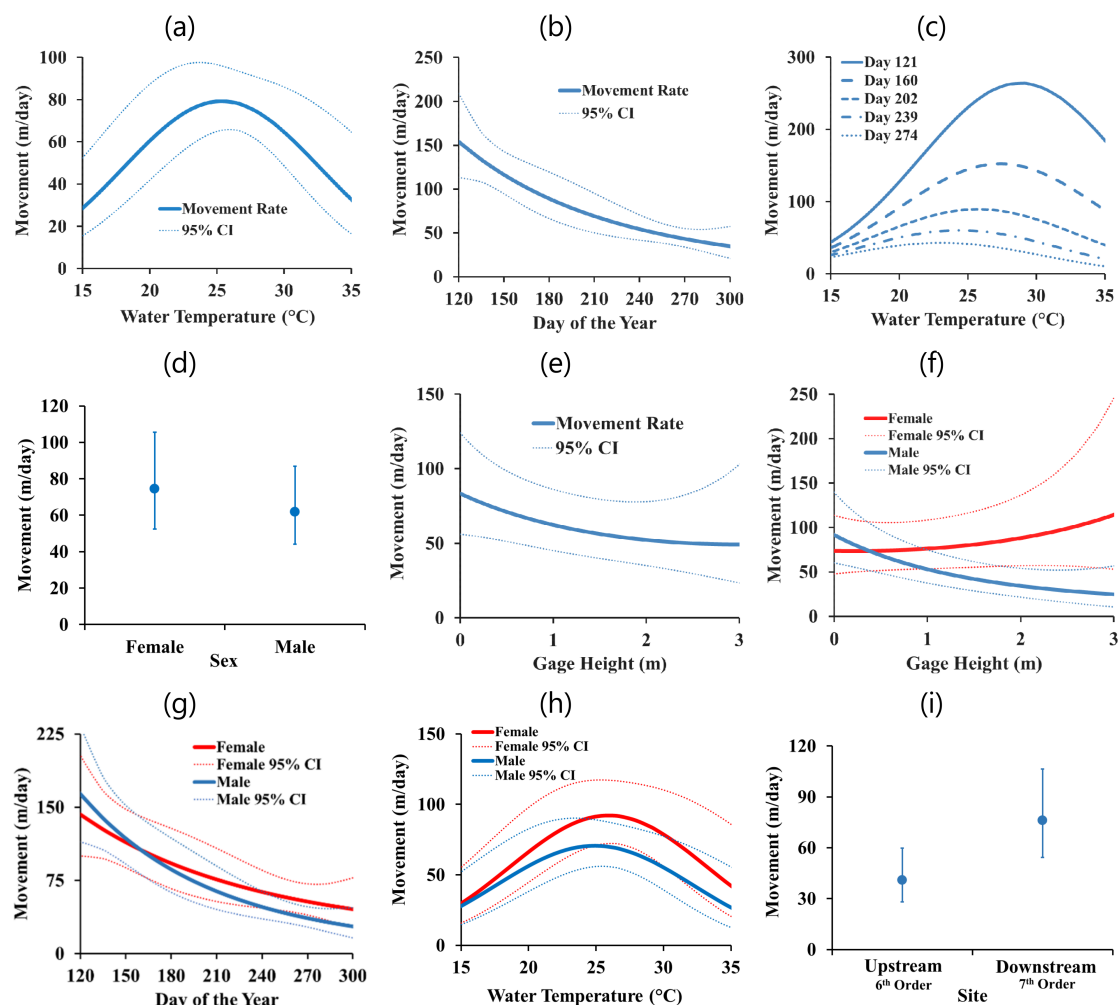 (a)
100
80
60
40
20
0
Movement (m/day)
Movement Rate
95% CI
15 20 25 30 35
Water Temperature (°C)
(b)
250
200
150
100
50
0
Movement (m/day)
Movement Rate
95% CI
120 150 180 210 240 270 300
Day of the Year
(c)
300
200
100
0
Movement (m/day)
Day 121
Day 160
Day 202
Day 239
Day 274
15 20 25 30 35
Water Temperature (°C)
(d)
120
100
80
60
40
20
0
Movement (m/day)
Female Male
Sex
(e)
150
100
50
0
Movement (m/day)
Movement Rate
95% CI
0 1 2 3
Gage Height (m)
(f)
250
200
150
100
50
0
Movement (m/day)
Female
Female 95% CI
Male
Male 95% CI
0 1 2 3
Gage Height (m)
(g)
225
150
75
0
Movement (m/day)
Female
Female 95% CI
Male
Male 95% CI
120 150 180 210 240 270 300
Day of the Year
(h)
150
100
50
0
Movement (m/day)
Female
Female 95% CI
Male
Male 95% CI
15 20 25 30 35
Water Temperature (°C)
(i)
120
90
60
30
0
Movement (m/day)
Upstream Downstream
6th Order 7th Order
Site